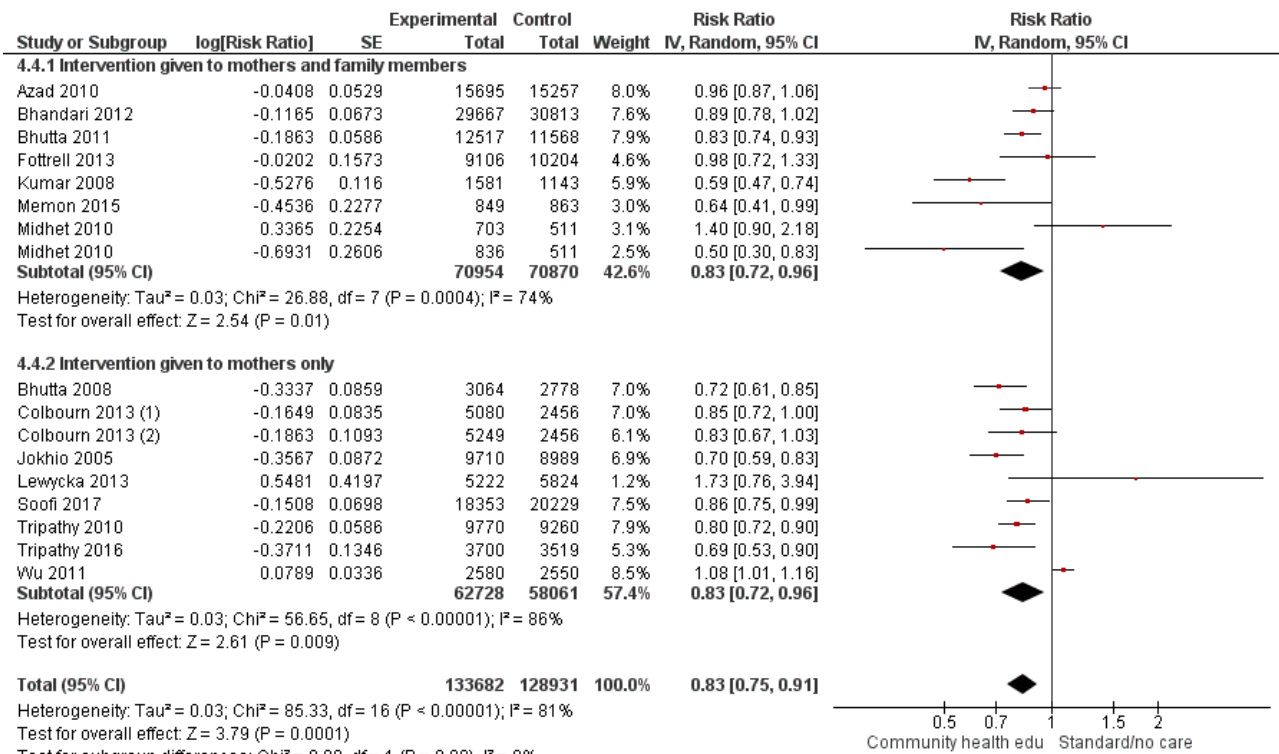 Experimental Control Risk Ratio Risk Ratio
Study or Subgroup log[Risk Ratio] SE Total Total Weight IV, Random, 95% CI IV, Random, 95% CI
4.4.1 Intervention given to mothers and family members
Azad 2010 -0.0408 0.0529 15695 15257 8.0% 0.96 [0.87, 1.06]
Bhandari 2012 -0.1165 0.0673 29667 30813 7.6% 0.89 [0.78, 1.02]
Bhutta 2011 -0.1863 0.0586 12517 11568 7.9% 0.83 [0.74, 0.93]
Fottrell 2013 -0.0202 0.1573 9106 10204 4.6% 0.98 [0.72, 1.33]
Kumar 2008 -0.5276 0.116 1581 1143 5.9% 0.59 [0.47, 0.74]
Memon 2015 -0.4536 0.2277 849 863 3.0% 0.64 [0.41, 0.99]
Midhet 2010 0.3365 0.2254 703 511 3.1% 1.40 [0.90, 2.18]
Midhet 2010 -0.6931 0.2606 836 511 2.5% 0.50 [0.30, 0.83]
Subtotal (95% CI) 70954 70870 42.6% 0.83 [0.72, 0.96]
Heterogeneity: Tau² = 0.03; Chi² = 26.88, df = 7 (P = 0.0004); I² = 74%
Test for overall effect: Z = 2.54 (P = 0.01)
4.4.2 Intervention given to mothers only
Bhutta 2008 -0.3337 0.0859 3064 2778 7.0% 0.72 [0.61, 0.85]
Colbourn 2013 (1) -0.1649 0.0835 5080 2456 7.0% 0.85 [0.72, 1.00]
Colbourn 2013 (2) -0.1863 0.1093 5249 2456 6.1% 0.83 [0.67, 1.03]
Jokhio 2005 -0.3567 0.0872 9710 8989 6.9% 0.70 [0.59, 0.83]
Lewycka 2013 0.5481 0.4197 5222 5824 1.2% 1.73 [0.76, 3.94]
Soofi 2017 -0.1508 0.0698 18353 20229 7.5% 0.86 [0.75, 0.99]
Tripathy 2010 -0.2206 0.0586 9770 9260 7.9% 0.80 [0.72, 0.90]
Tripathy 2016 -0.3711 0.1346 3700 3519 5.3% 0.69 [0.53, 0.90]
Wu 2011 0.0789 0.0336 2580 2550 8.5% 1.08 [1.01, 1.16]
Subtotal (95% CI) 62728 58061 57.4% 0.83 [0.72, 0.96]
Heterogeneity: Tau² = 0.03; Chi² = 56.65, df = 8 (P < 0.00001); I² = 86%
Test for overall effect: Z = 2.61 (P = 0.009)
Total (95% CI) 133682 128931 100.0% 0.83 [0.75, 0.91]
Heterogeneity: Tau² = 0.03; Chi² = 85.33, df = 16 (P < 0.00001); I² = 81%
Test for overall effect: Z = 3.79 (P = 0.0001)
0.5 0.7 1 1.5 2
Community health edu Standard/no care